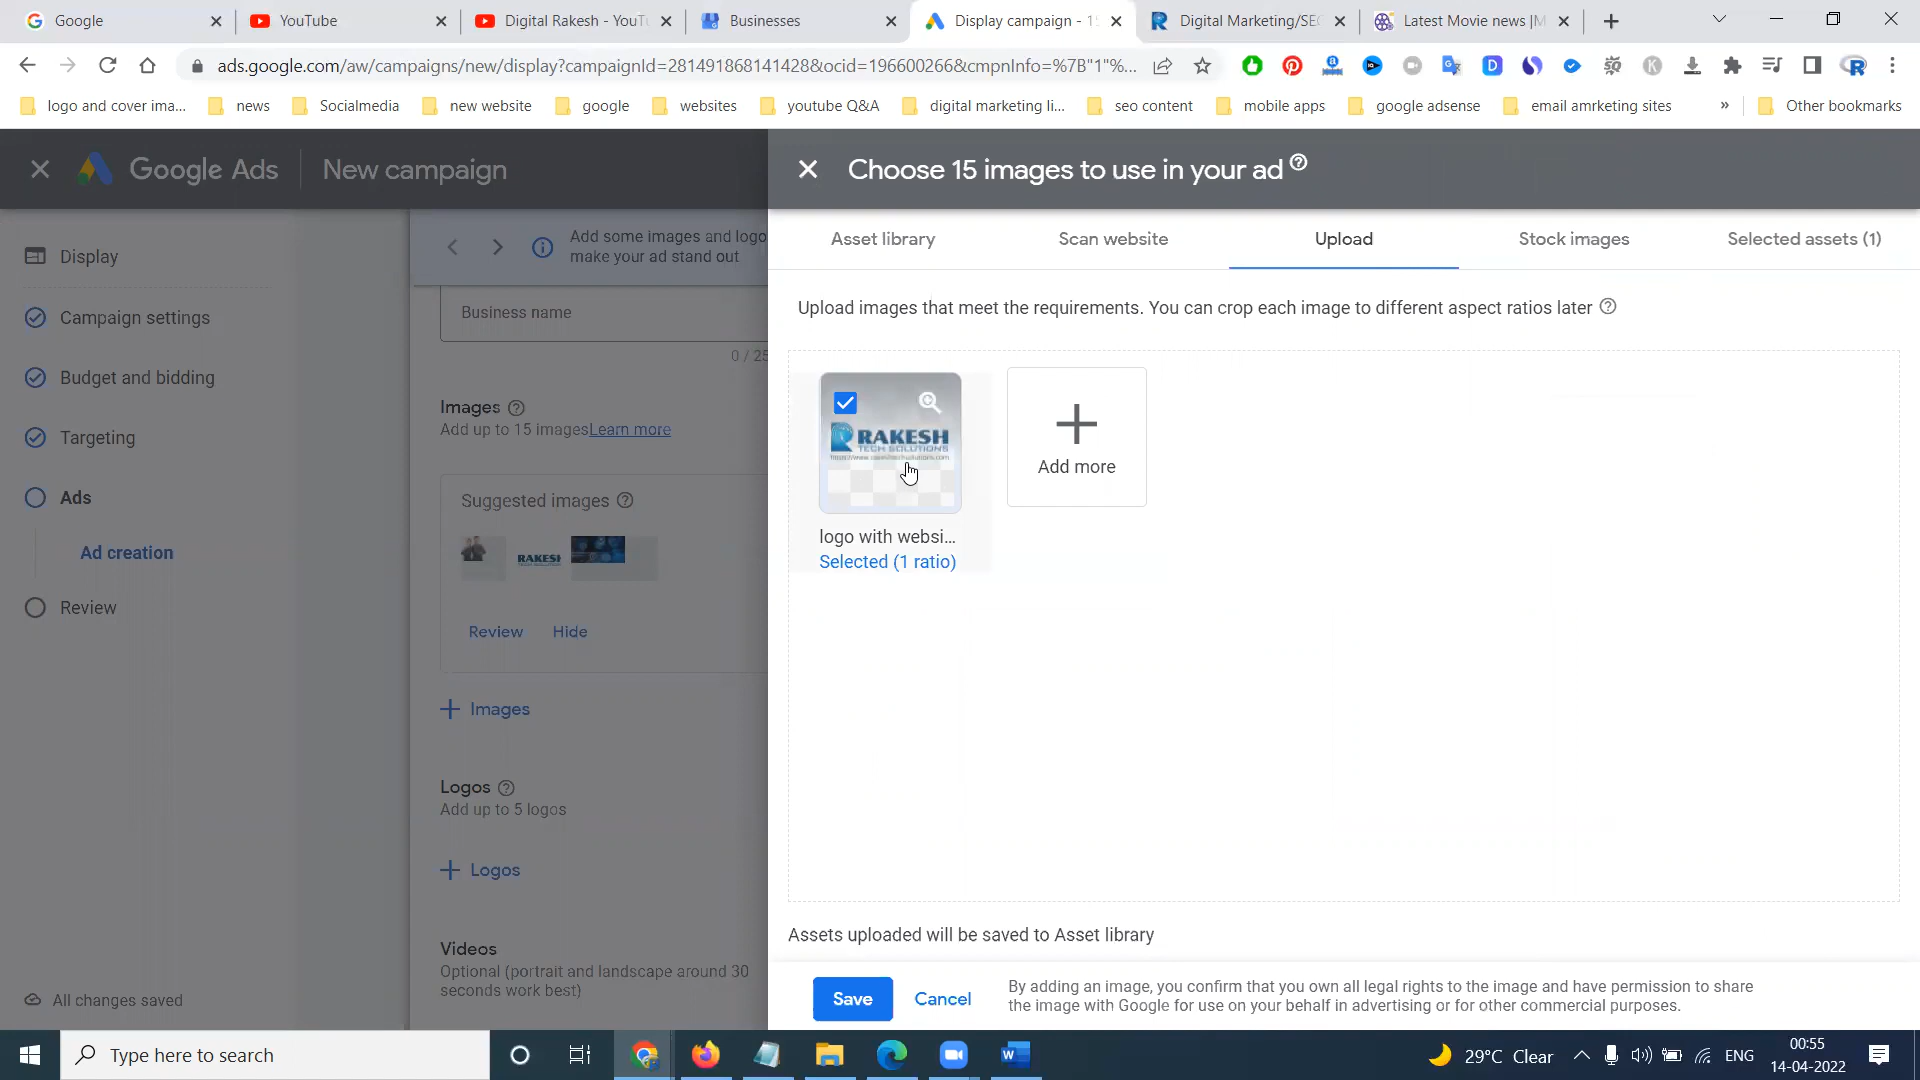 Google
YouTube
Digital Rakesh - YouTu
Businesses
Display campaign - 15
Digital Marketing/SEO
Latest Movie news |M
ads.google.com/aw/campaigns/new/display?campaignId=281491868141428&ocid=196600266&cmpnInfo=%7B"1"%...
logo and cover ima...
news
Socialmedia
new website
google
websites
youtube Q&A
digital marketing li...
seo content
mobile apps
google adsense
email amrketing sites
»
Other bookmarks
Google Ads
New campaign
Display
Campaign settings
Budget and bidding
Targeting
Ads
Ad creation
Review
All changes saved
Add some images and logo
make your ad stand out
Business name
0 / 25
Images
Add up to 15 images Learn more
Suggested images
RAKESH
Review
Hide
Images
Logos
Add up to 5 logos
Logos
Videos
Optional (portrait and landscape around 30
seconds work best)
Choose 15 images to use in your ad
Asset library
Scan website
Upload
Stock images
Selected assets (1)
Upload images that meet the requirements. You can crop each image to different aspect ratios later
RAKESH
TECH SOLUTIONS
logo with websi...
Selected (1 ratio)
Add more
Assets uploaded will be saved to Asset library
Save
Cancel
By adding an image, you confirm that you own all legal rights to the image and have permission to share
the image with Google for use on your behalf in advertising or for other commercial purposes.
Type here to search
29°C Clear
ENG
00:55
14-04-2022